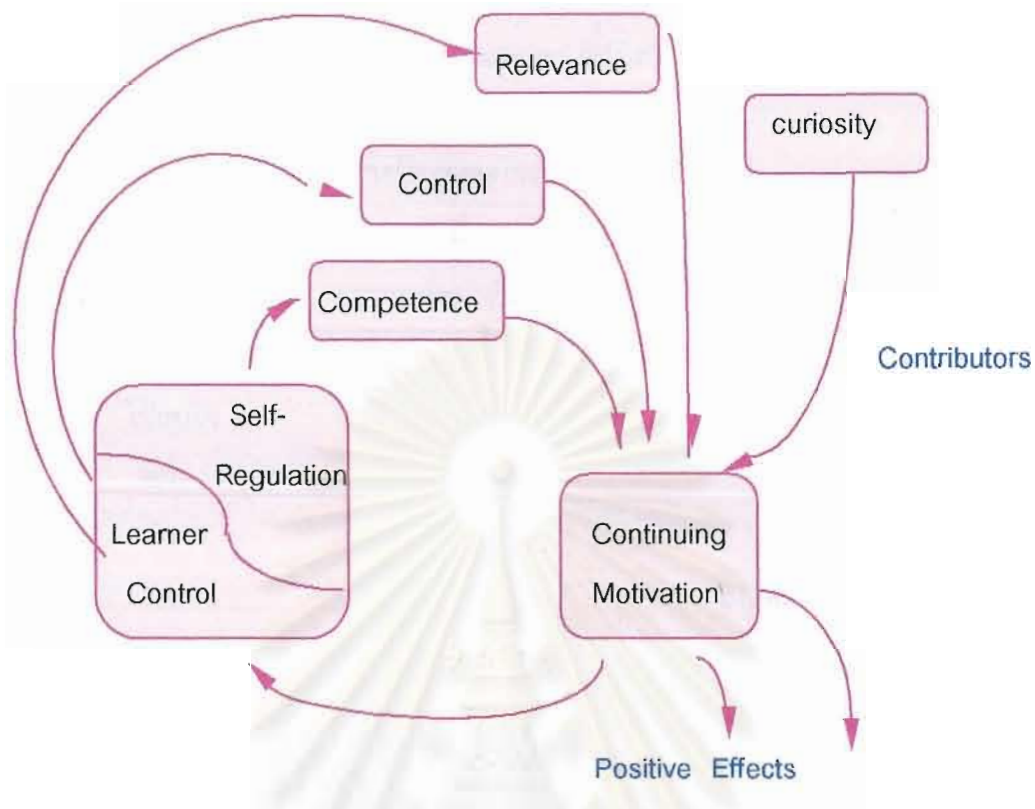 Relevance
curiosity
Control
Competence
Contributors
Self-
Regulation
Learner
Control
Continuing
Motivation
Positive Effects